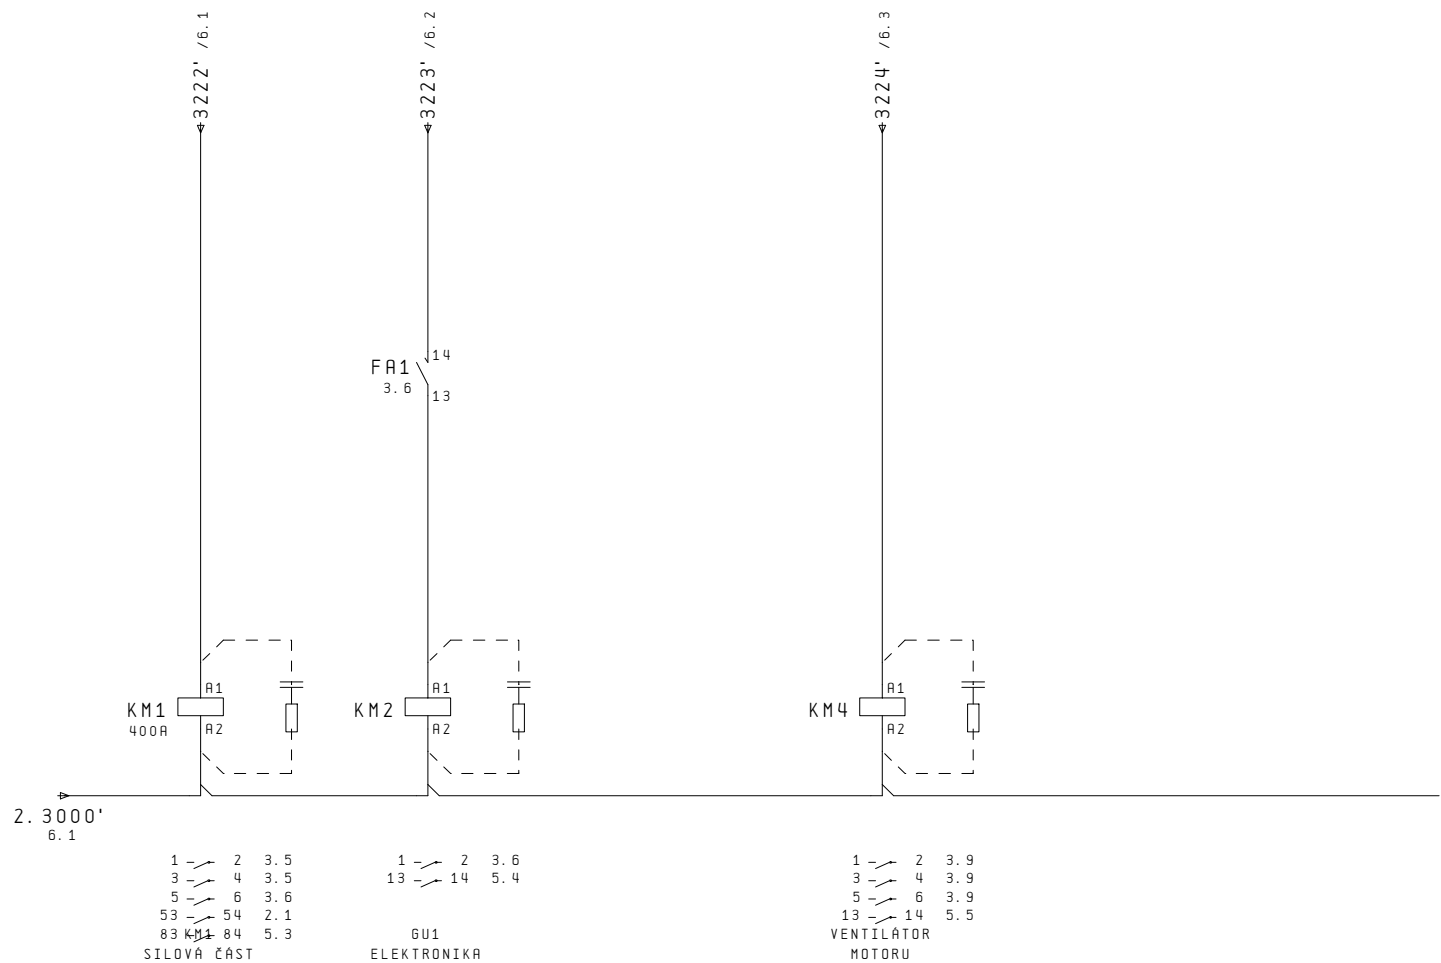 3222' /6.1
3223' /6.2
3224' /6.3
14
FA1
3.6
13
A1
KM1
400A
A2
A1
KM2
A2
A1
KM4
A2
2.3000'
6.1
1 2 3.5
3 4 3.5
5 6 3.6
53 54 2.1
83 KM1 84 5.3
SILOVÁ ČÁST
1 2 3.6
13 14 5.4
GU1
ELEKTRONIKA
1 2 3.9
3 4 3.9
5 6 3.9
13 14 5.5
VENTILÁTOR
MOTORU